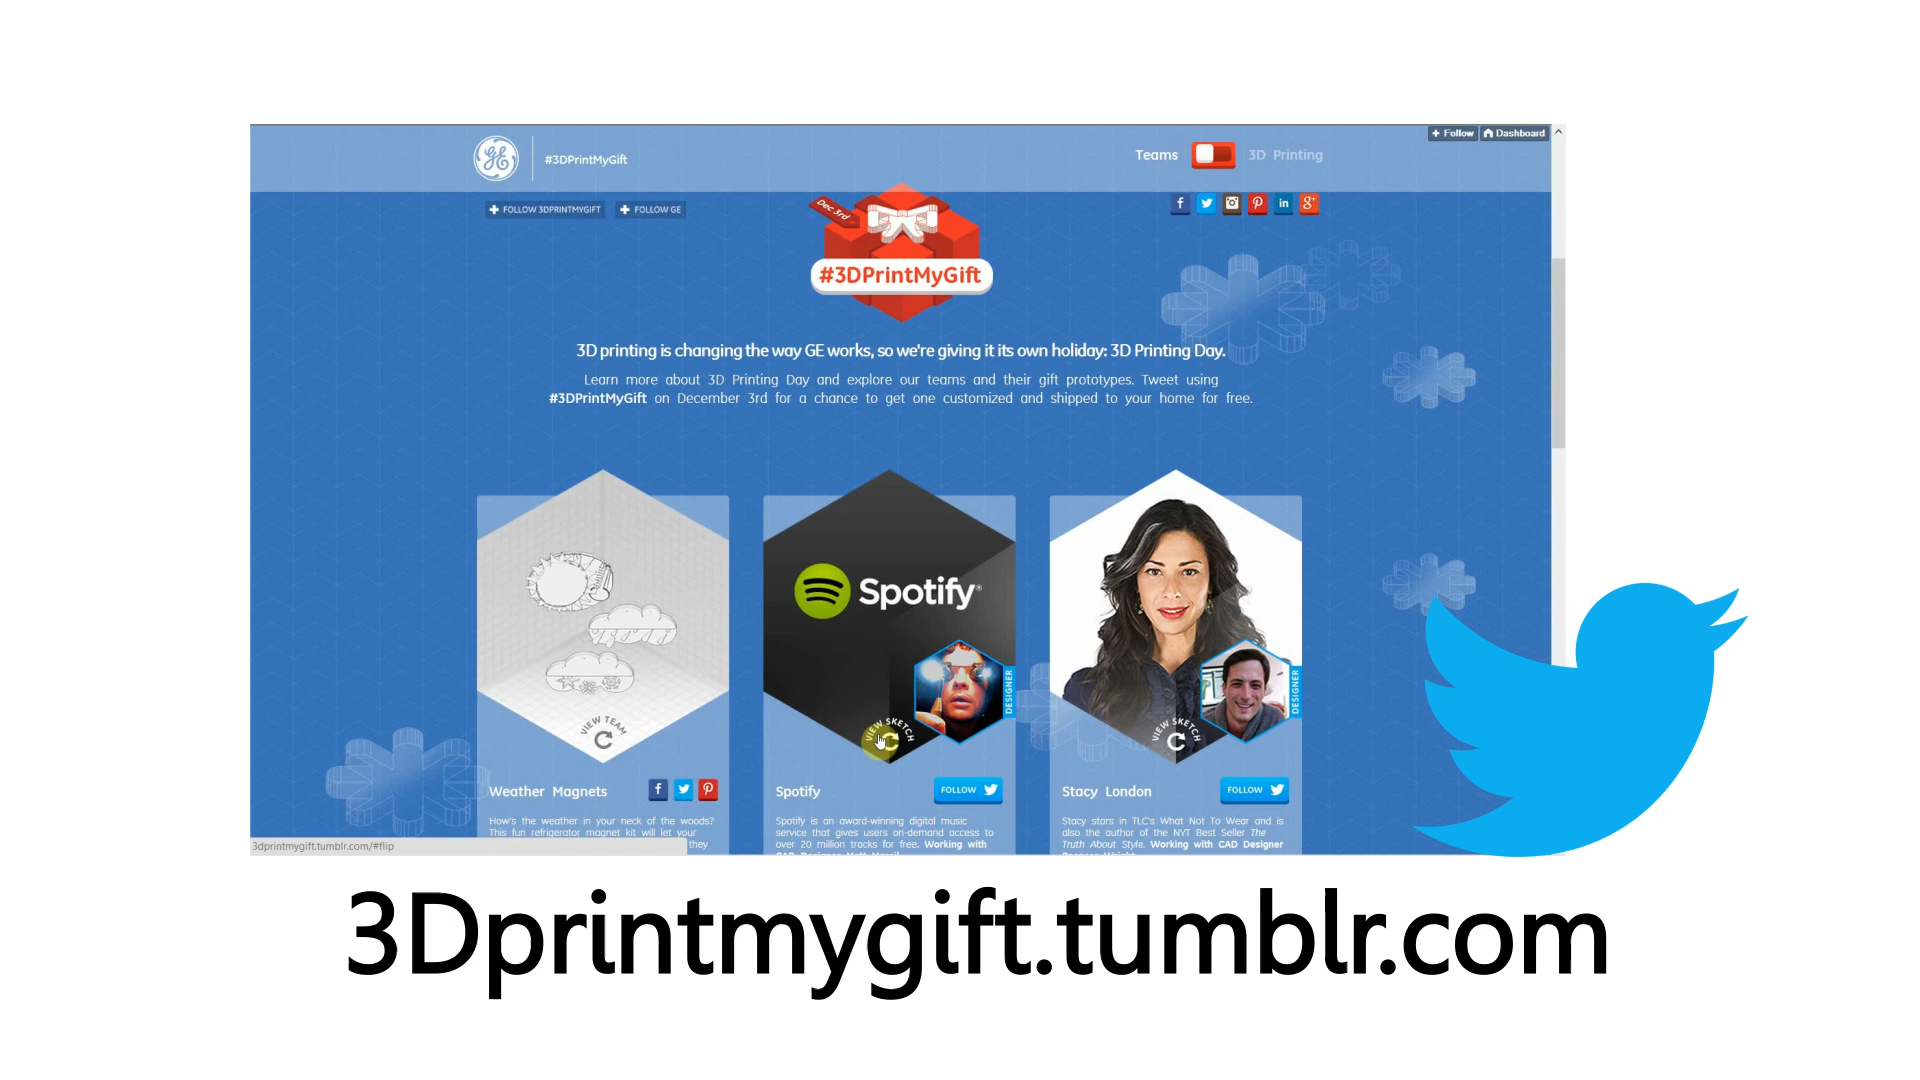 + Follow Dashboard
GE #3DPrintMyGift
Teams 3D Printing
+ FOLLOW 3DPRINTMYGIFT + FOLLOW GE
f in g+
Dec 3rd
#3DPrintMyGift
3D printing is changing the way GE works, so we're giving it its own holiday: 3D Printing Day.
Learn more about 3D Printing Day and explore our teams and their gift prototypes. Tweet using
#3DPrintMyGift on December 3rd for a chance to get one customized and shipped to your home for free.
VIEW TEAM
Weather Magnets
f
How's the weather in your neck of the woods?
This fun refrigerator magnet kit will let your
they
Spotify®
DESIGNER
VIEW SKETCH
Spotify
FOLLOW
Spotify is an award-winning digital music
service that gives users on-demand access to
over 20 million tracks for free. Working with
DESIGNER
VIEW SKETCH
Stacy London
FOLLOW
Stacy stars in TLC's What Not To Wear and is
also the author of the NYT Best Seller The
Truth About Style. Working with CAD Designer
3dprintmygift.tumblr.com/#flip
3Dprintmygift.tumblr.com